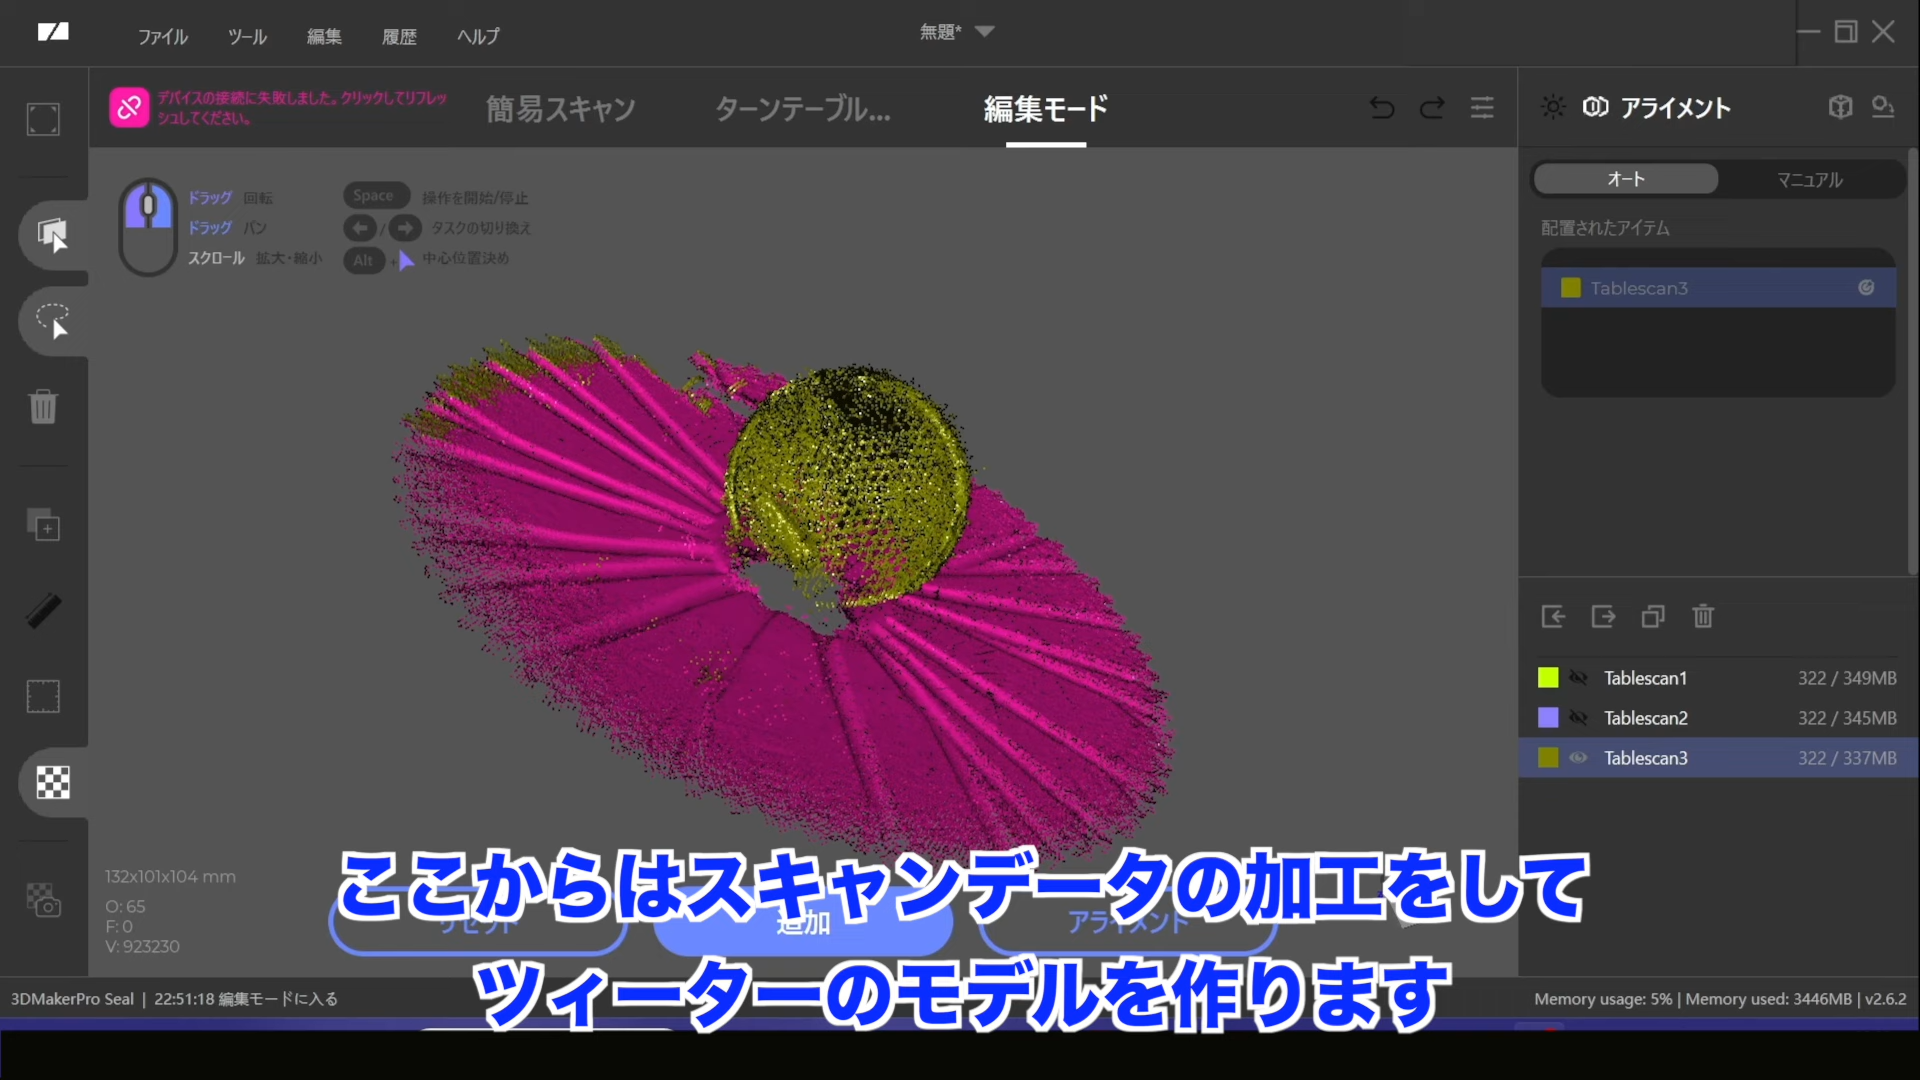 ファイル ツール 編集 履歴 ヘルプ 無題*
デバイスの接続に失敗しました。クリックしてリフレッ
シュしてください。
簡易スキャン ターンテーブル... 編集モード
アライメント
オート マニュアル
配置されたアイテム
Tablescan3
ドラッグ 回転 Space 操作を開始/停止
ドラッグ パン / タスクの切り換え
スクロール 拡大・縮小 Alt + 中心位置決め
Tablescan1 322 / 349MB
Tablescan2 322 / 345MB
Tablescan3 322 / 337MB
132x101x104 mm
O: 65
F: 0
V: 923230
リセット 追加 アライメント
ここからはスキャンデータの加工をして
ツィーターのモデルを作ります
3DMakerPro Seal | 22:51:18 編集モードに入る
Memory usage: 5% | Memory used: 3446MB | v2.6.2